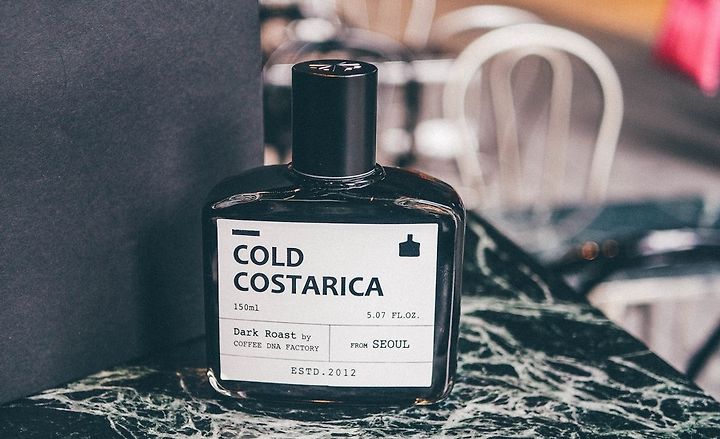 COLD
COSTARICA
150ml
5.07 FL.OZ.
Dark Roast by
COFFEE DNA FACTORY
FROM SEOUL
ESTD.2012